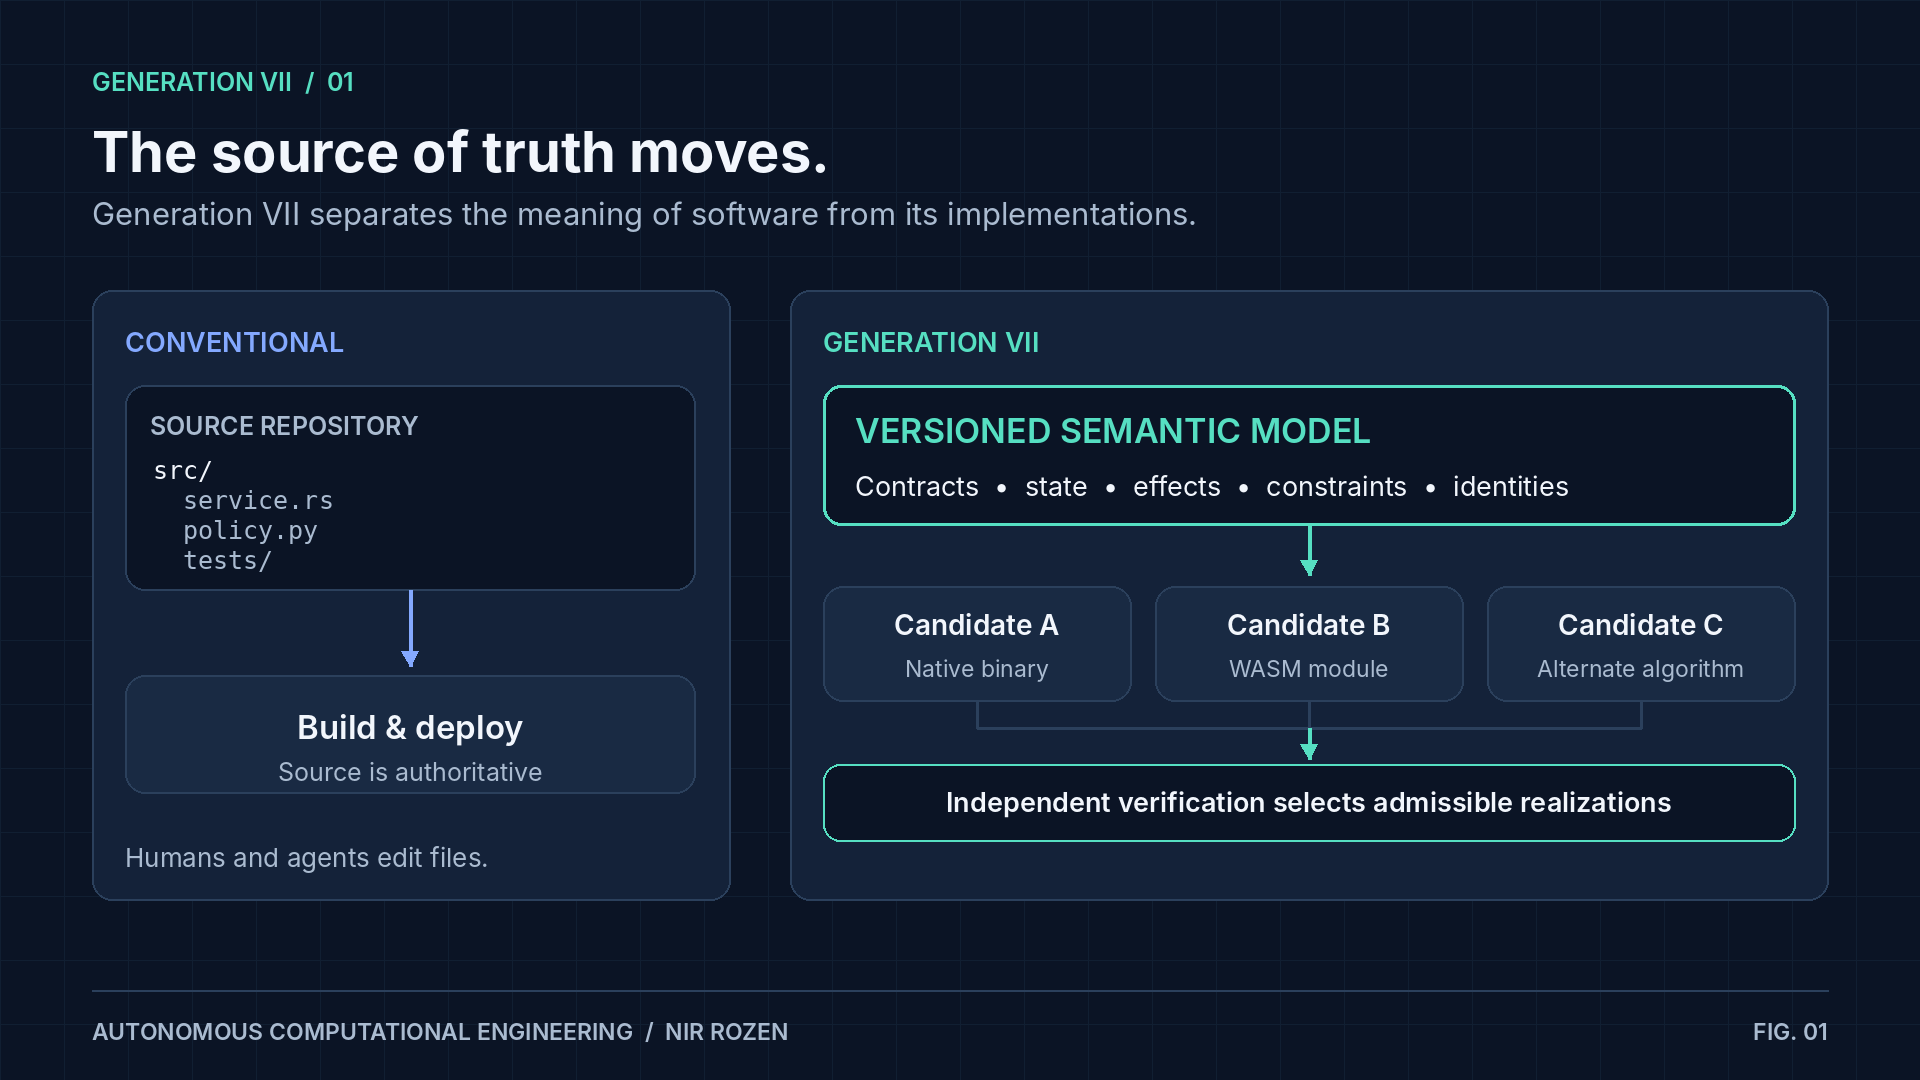 GENERATION VII / 01
The source of truth moves.
Generation VII separates the meaning of software from its implementations.
CONVENTIONAL
SOURCE REPOSITORY
src/
service.rs
policy.py
tests/
Build & deploy
Source is authoritative
Humans and agents edit files.
GENERATION VII
VERSIONED SEMANTIC MODEL
Contracts • state • effects • constraints • identities
Candidate A
Native binary
Candidate B
WASM module
Candidate C
Alternate algorithm
Independent verification selects admissible realizations
AUTONOMOUS COMPUTATIONAL ENGINEERING / NIR ROZEN
FIG. 01